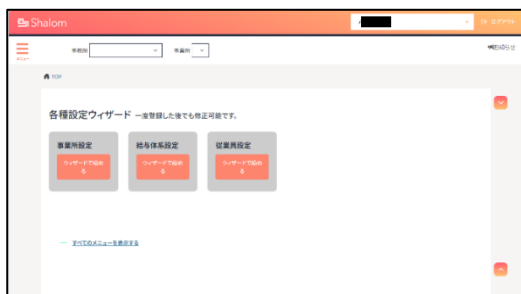 Shalom
ログアウト
メニュー
事業所
事業所
お知らせ
TOP
各種設定ウィザード 一度登録した後でも修正可能です。
事業所設定
給与体系設定
従業員設定
ウィザードで始め
る
ウィザードで始め
る
ウィザードで始め
る
すべてのメニューを表示する